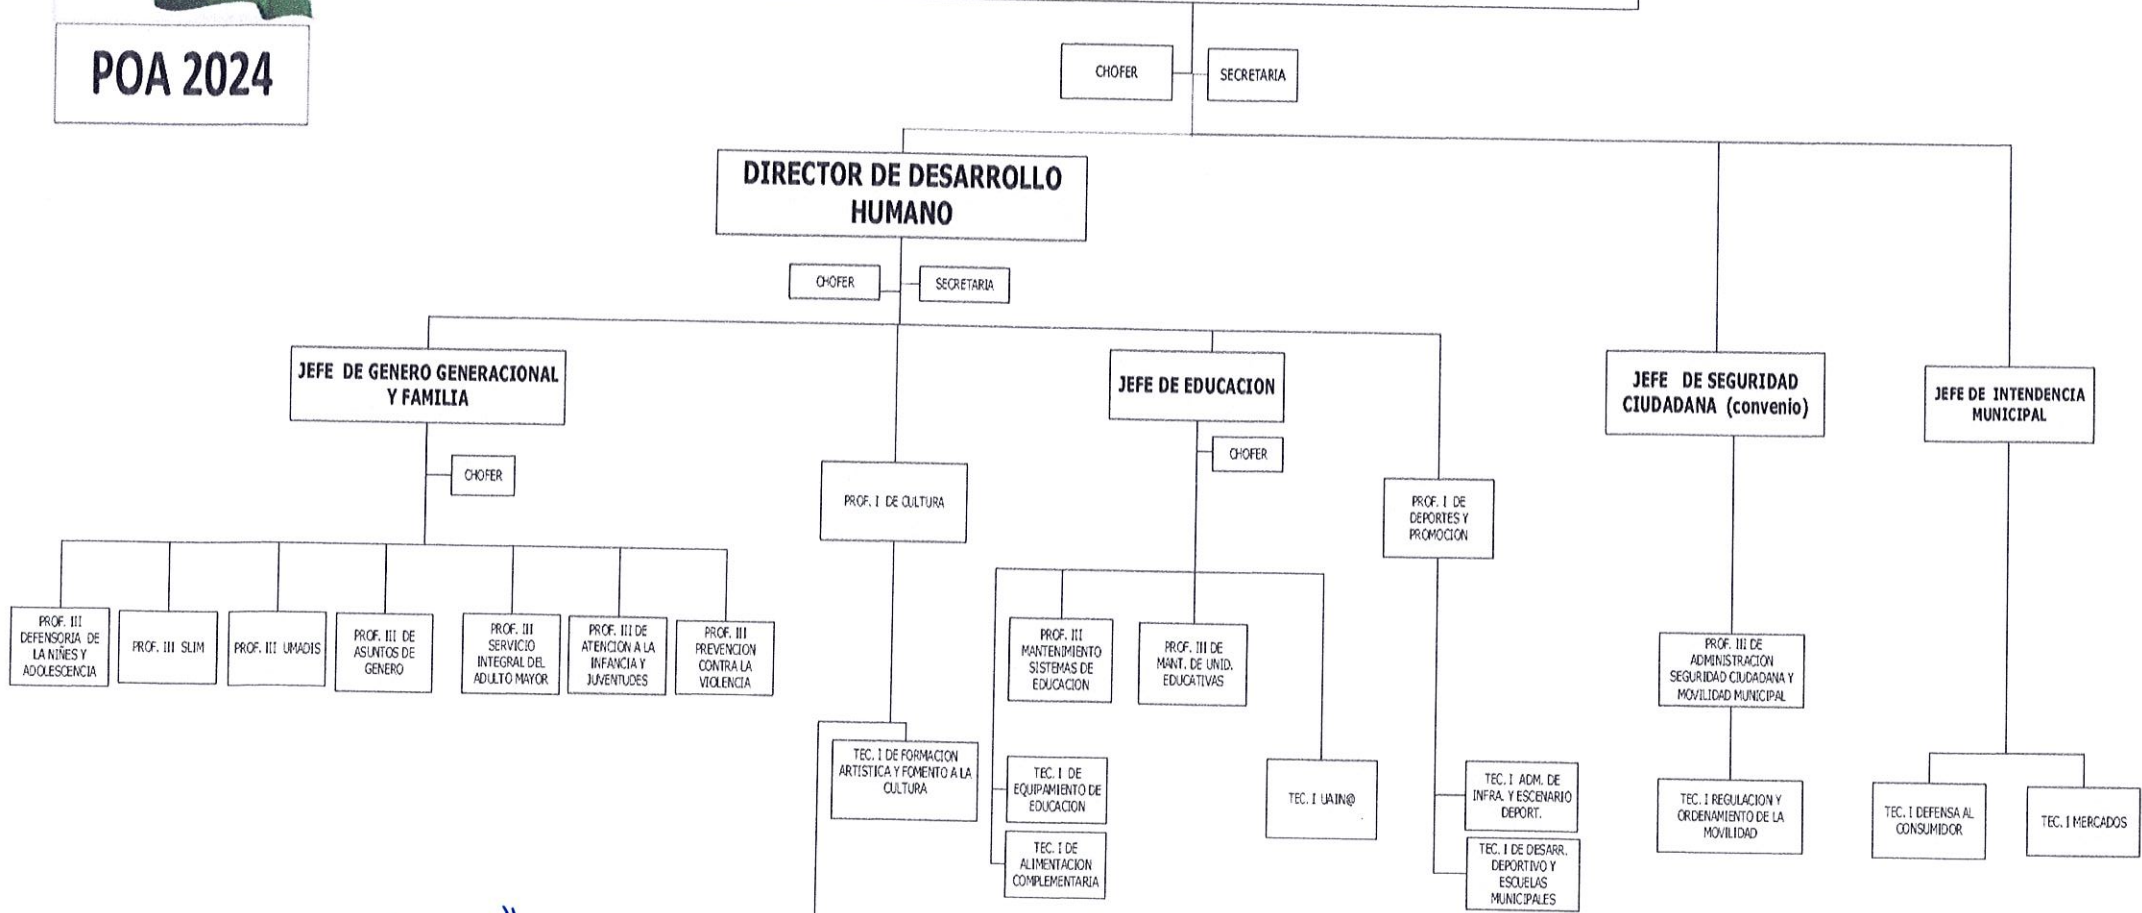 POA 2024
CHOFER
SECRETARIA
DIRECTOR DE DESARROLLO
HUMANO
CHOFER
SECRETARIA
JEFE DE GENERO GENERACIONAL
Y FAMILIA
CHOFER
PROF. III
DEFENSORIA DE
LA NIÑES Y
ADOLESCENCIA
PROF. III SLIM
PROF. III UMADIS
PROF. III DE
ASUNTOS DE
GENERO
PROF. III
SERVICIO
INTEGRAL DEL
ADULTO MAYOR
PROF. III DE
ATENCION A LA
INFANCIA Y
JUVENTUDES
PROF. III
PREVENCION
CONTRA LA
VIOLENCIA
PROF. I DE CULTURA
TEC. I DE FORMACION
ARTISTICA Y FOMENTO A LA
CULTURA
JEFE DE EDUCACION
CHOFER
PROF. III
MANTENIMIENTO
SISTEMAS DE
EDUCACION
PROF. III DE
MANT. DE UNID.
EDUCATIVAS
TEC. I DE
EQUIPAMIENTO DE
EDUCACION
TEC. I DE
ALIMENTACION
COMPLEMENTARIA
TEC. I UAIN@
PROF. I DE
DEPORTES Y
PROMOCION
TEC. I ADM. DE
INFRA. Y ESCENARIO
DEPORT.
TEC. I DE DESARR.
DEPORTIVO Y
ESCUELAS
MUNICIPALES
JEFE DE SEGURIDAD
CIUDADANA (convenio)
PROF. III DE
ADMINISTRACION
SEGURIDAD CIUDADANA Y
MOVILIDAD MUNICIPAL
TEC. I REGULACION Y
ORDENAMIENTO DE LA
MOVILIDAD
JEFE DE INTENDENCIA
MUNICIPAL
TEC. I DEFENSA AL
CONSUMIDOR
TEC. I MERCADOS